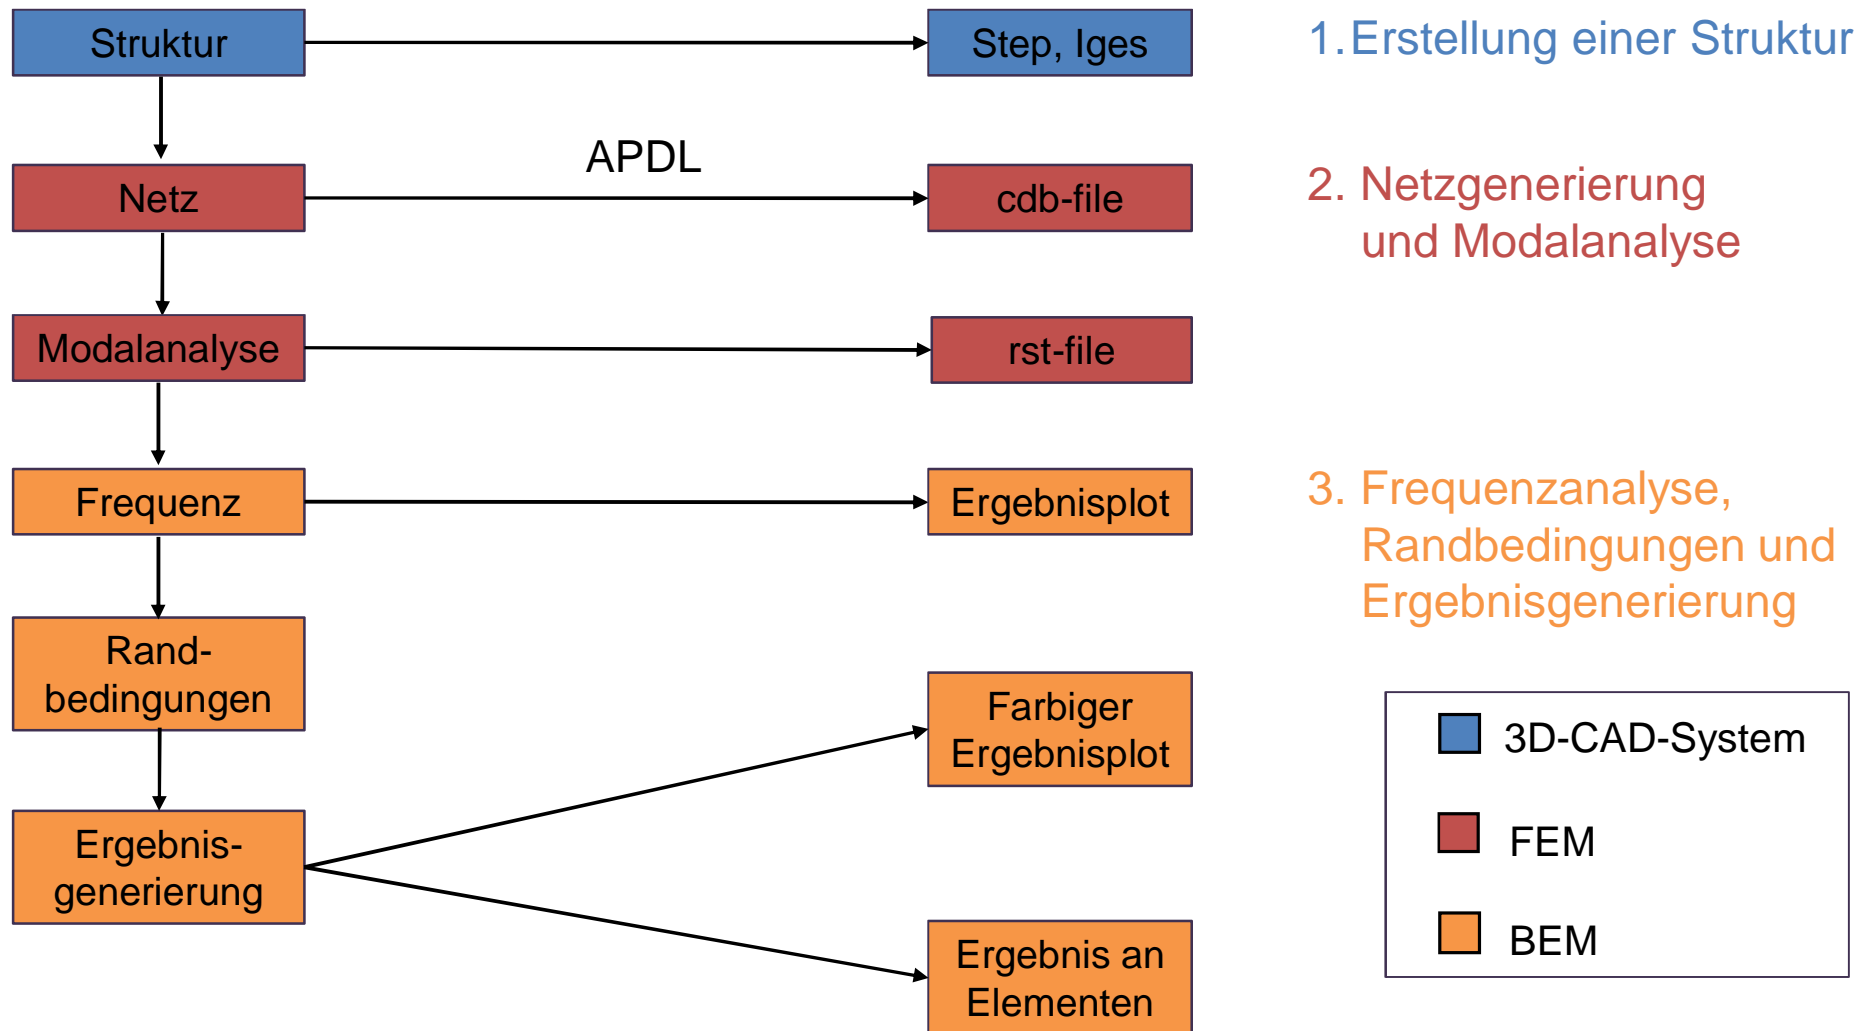 Struktur
Step, Iges
1. Erstellung einer Struktur
APDL
Netz
cdb-file
2. Netzgenerierung
und Modalanalyse
Modalanalyse
rst-file
Frequenz
Ergebnisplot
3. Frequenzanalyse,
Randbedingungen und
Ergebnisgenerierung
Rand-
bedingungen
Farbiger
Ergebnisplot
Ergebnis-
generierung
Ergebnis an
Elementen
3D-CAD-System
FEM
BEM